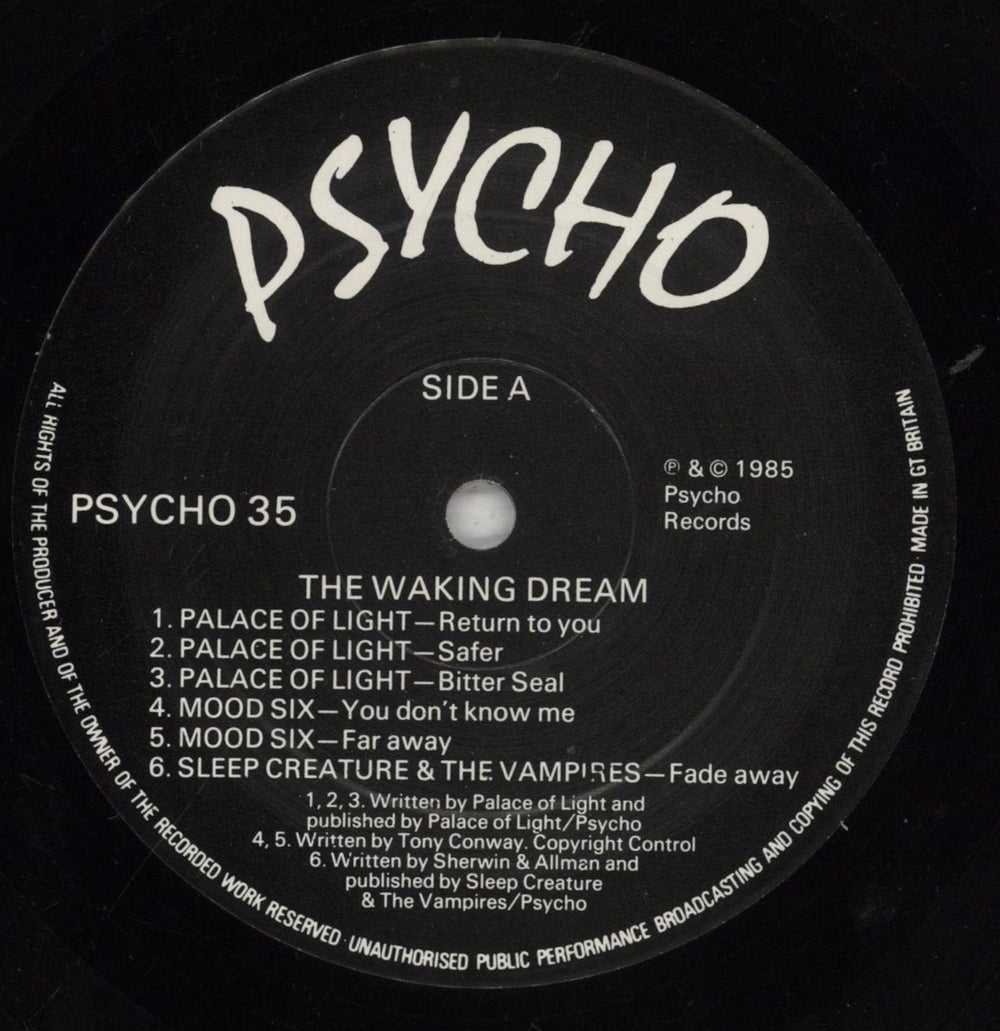 PSYCHO
SIDE A
PSYCHO 35
℗ & © 1985
Psycho
Records
THE WAKING DREAM
1. PALACE OF LIGHT—Return to you
2. PALACE OF LIGHT—Safer
3. PALACE OF LIGHT—Bitter Seal
4. MOOD SIX—You don't know me
5. MOOD SIX—Far away
6. SLEEP CREATURE & THE VAMPIRES—Fade away
1, 2, 3. Written by Palace of Light and
published by Palace of Light/Psycho
4, 5. Written by Tony Conway. Copyright Control
6. Written by Sherwin & Allman and
published by Sleep Creature
& The Vampires/Psycho
ALL RIGHTS OF THE PRODUCER AND OF THE OWNER OF THE RECORDED WORK RESERVED · UNAUTHORISED PUBLIC PERFORMANCE BROADCASTING AND COPYING OF THIS RECORD PROHIBITED · MADE IN GT BRITAIN